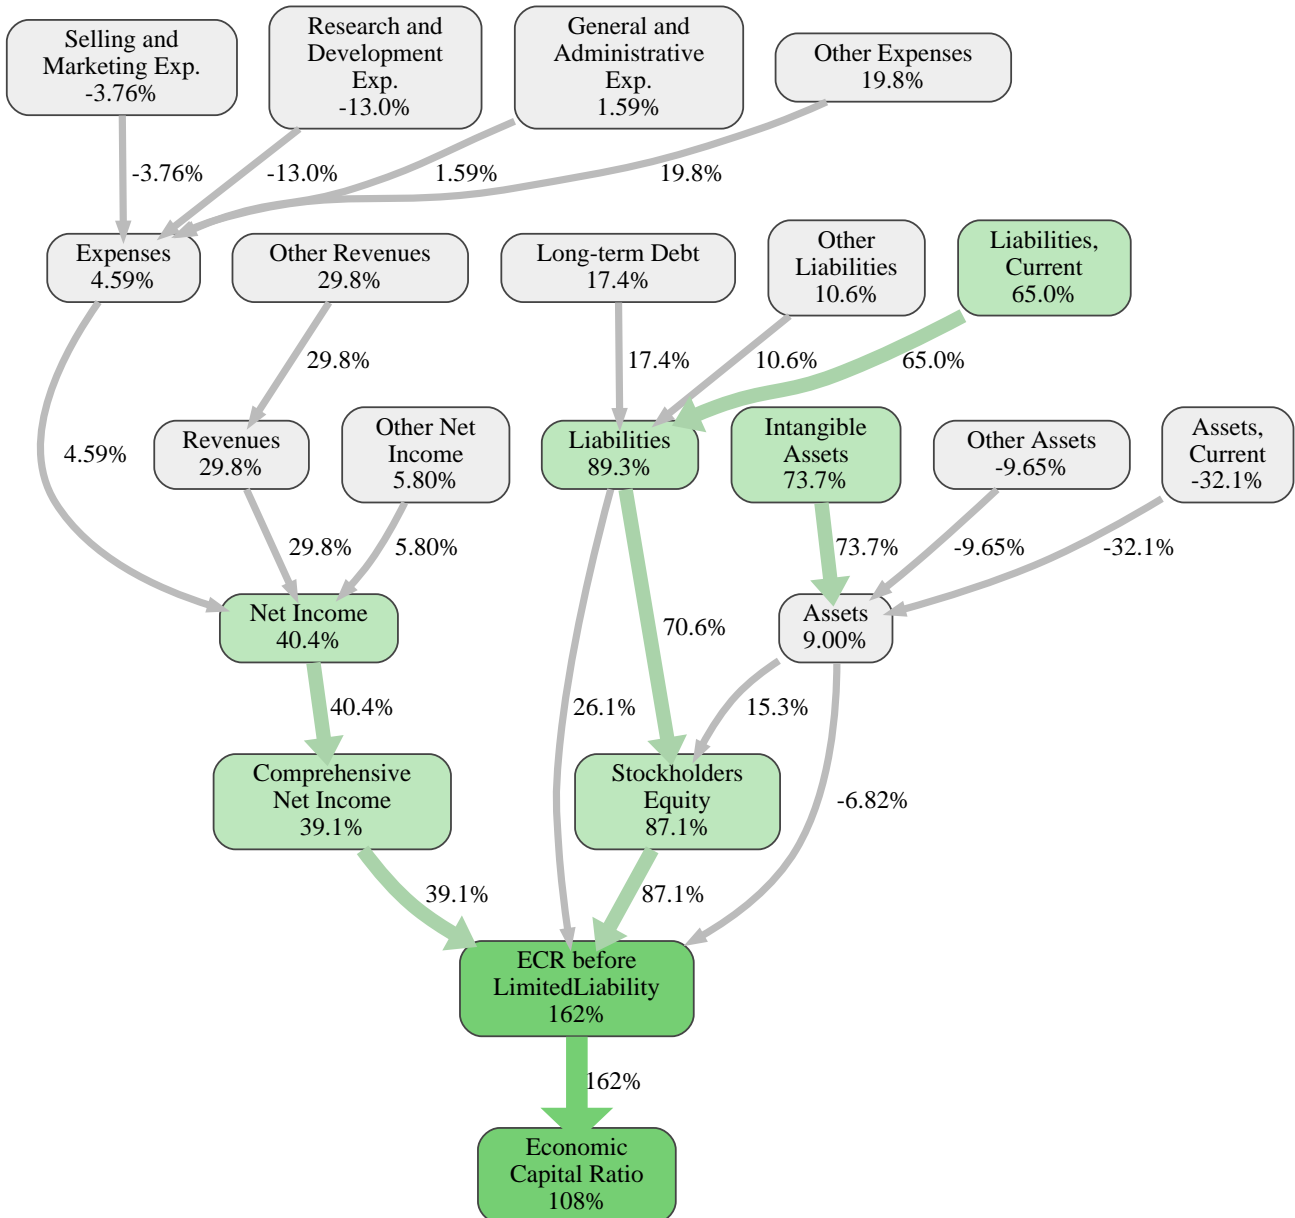 Selling and
Marketing Exp.
-3.76%
Research and
Development
Exp.
-13.0%
General and
Administrative
Exp.
1.59%
Other Expenses
19.8%
-3.76%
-13.0%
1.59%
19.8%
Expenses
4.59%
Other Revenues
29.8%
Long-term Debt
17.4%
Other
Liabilities
10.6%
Liabilities,
Current
65.0%
29.8%
17.4%
10.6%
65.0%
4.59%
Revenues
29.8%
Other Net
Income
5.80%
Liabilities
89.3%
Intangible
Assets
73.7%
Other Assets
-9.65%
Assets,
Current
-32.1%
29.8%
5.80%
73.7%
-9.65%
-32.1%
Net Income
40.4%
70.6%
Assets
9.00%
40.4%
26.1%
15.3%
-6.82%
Comprehensive
Net Income
39.1%
Stockholders
Equity
87.1%
39.1%
87.1%
ECR before
LimitedLiability
162%
162%
Economic
Capital Ratio
108%